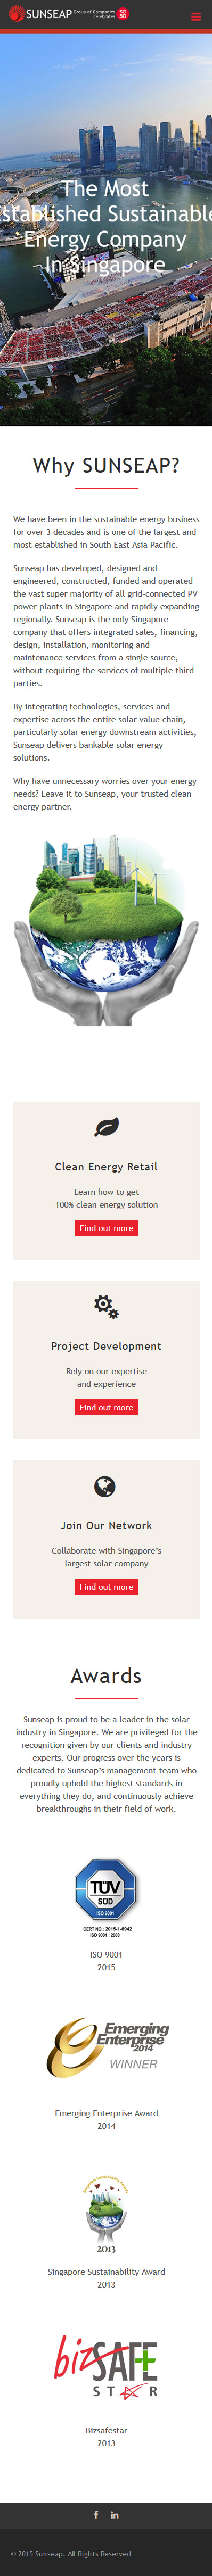 SUNSEAP Group of Companies
celebrates SG50
The Most
Established Sustainable
Energy Company
In Singapore
Why SUNSEAP?
We have been in the sustainable energy business
for over 3 decades and is one of the largest and
most established in South East Asia Pacific.
Sunseap has developed, designed and
engineered, constructed, funded and operated
the vast super majority of all grid-connected PV
power plants in Singapore and rapidly expanding
regionally. Sunseap is the only Singapore
company that offers integrated sales, financing,
design, installation, monitoring and
maintenance services from a single source,
without requiring the services of multiple third
parties.
By integrating technologies, services and
expertise across the entire solar value chain,
particularly solar energy downstream activities,
Sunseap delivers bankable solar energy
solutions.
Why have unnecessary worries over your energy
needs? Leave it to Sunseap, your trusted clean
energy partner.
Clean Energy Retail
Learn how to get
100% clean energy solution
Find out more
Project Development
Rely on our expertise
and experience
Find out more
Join Our Network
Collaborate with Singapore's
largest solar company
Find out more
Awards
Sunseap is proud to be a leader in the solar
industry in Singapore. We are privileged for the
recognition given by our clients and industry
experts. Our progress over the years is
dedicated to Sunseap's management team who
proudly uphold the highest standards in
everything they do, and continuously achieve
breakthroughs in their field of work.
TÜV
SÜD
ISO 9001
CERT NO.: 2015-1-0942
ISO 9001 : 2008
ISO 9001
2015
Emerging
Enterprise
2014
WINNER
Emerging Enterprise Award
2014
Singapore Sustainability Awards
2013
Singapore Sustainability Award
2013
bizSAFE
STAR
Bizsafestar
2013
© 2015 Sunseap. All Rights Reserved